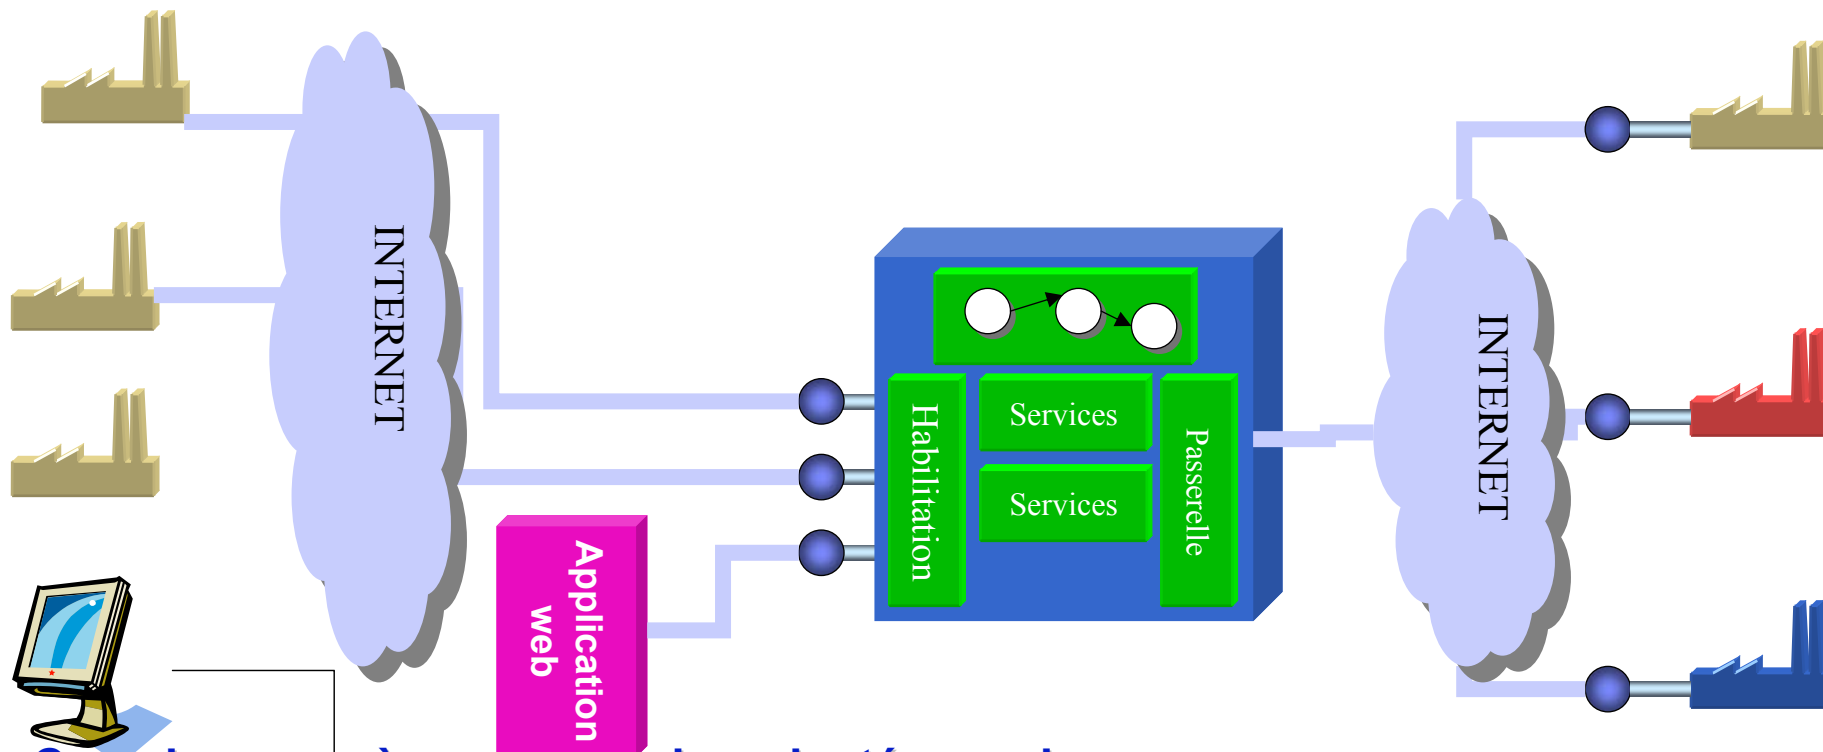 INTERNET
Habilitation
Services
Services
Passerelle
INTERNET
Application
web